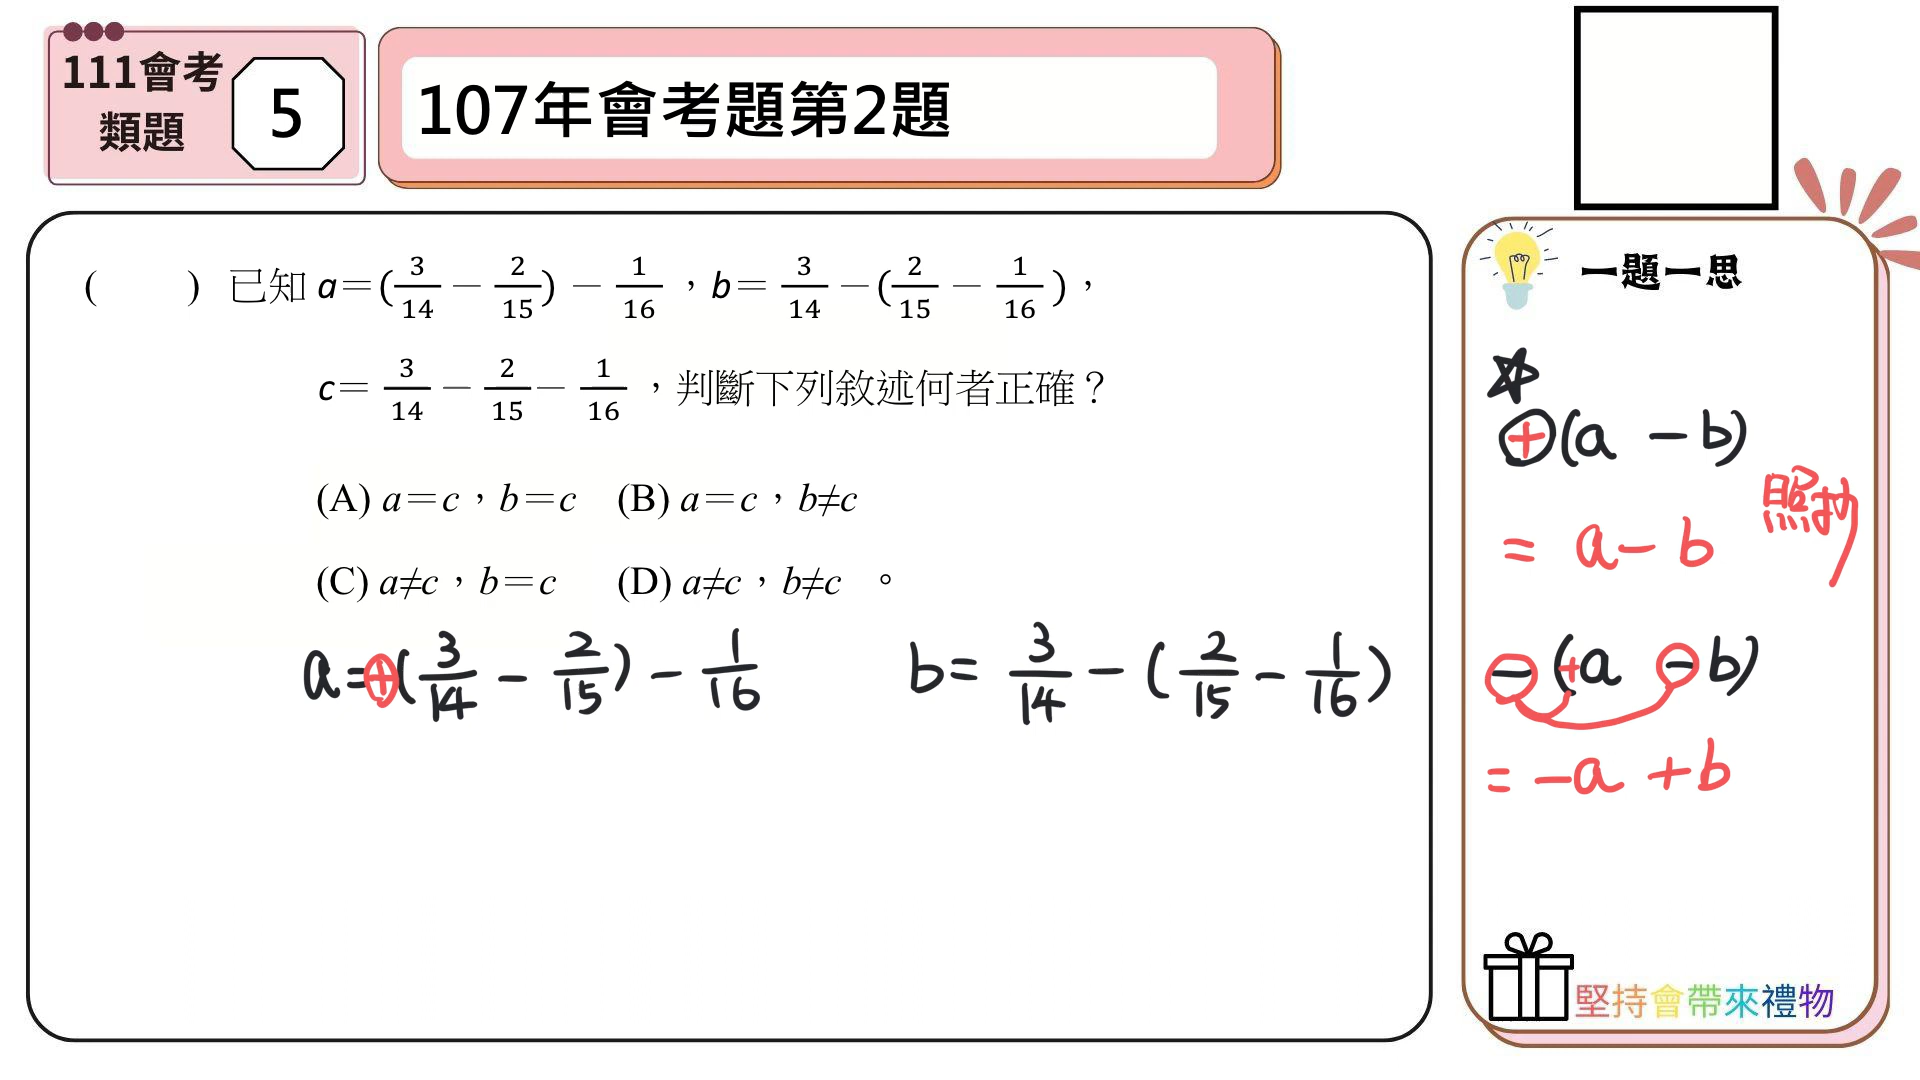 111會考
類題
5
107年會考題第2題
(    ) 已知 a=(3/14－2/15)－1/16，b=3/14－(2/15－1/16)，
c=3/14－2/15－1/16，判斷下列敘述何者正確？
(A) a=c，b=c (B) a=c，b≠c
(C) a≠c，b=c (D) a≠c，b≠c 。
a=+(3/14－2/15)－1/16
b=3/14－(2/15－1/16)
一題一思
+(a－b)
=a－b 照抄
－(+a－b)
=－a+b
堅持會帶來禮物